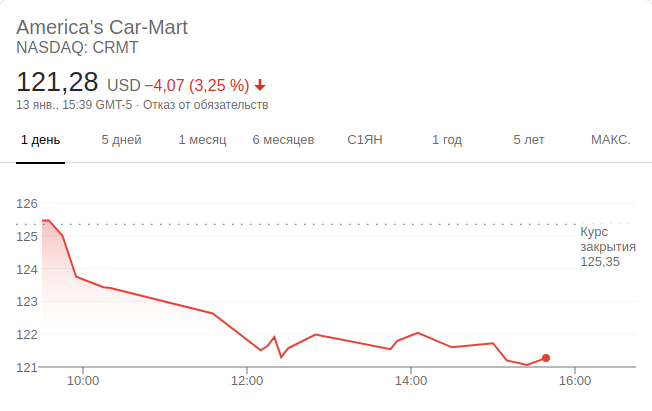 America’s Car-Mart
NASDAQ: CRMT
121,28 USD −4,07 (3,25 %)
13 янв., 15:39 GMT-5 · Отказ от обязательств
1 день 5 дней 1 месяц 6 месяцев С1ЯН 1 год 5 лет МАКС.
126
125
124
123
122
121
Курс
закрытия
125,35
10:00 12:00 14:00 16:00